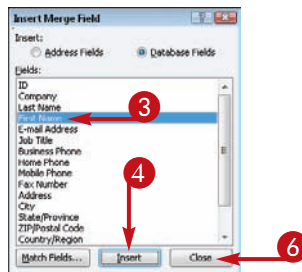 Insert Merge Field
Insert:
Address Fields
Database Fields
Fields:
ID
Company
Last Name
First Name
E-mail Address
Job Title
Business Phone
Home Phone
Mobile Phone
Fax Number
Address
City
State/Province
ZIP/Postal Code
Country/Region
Match Fields...
Insert
Close
3
4
6